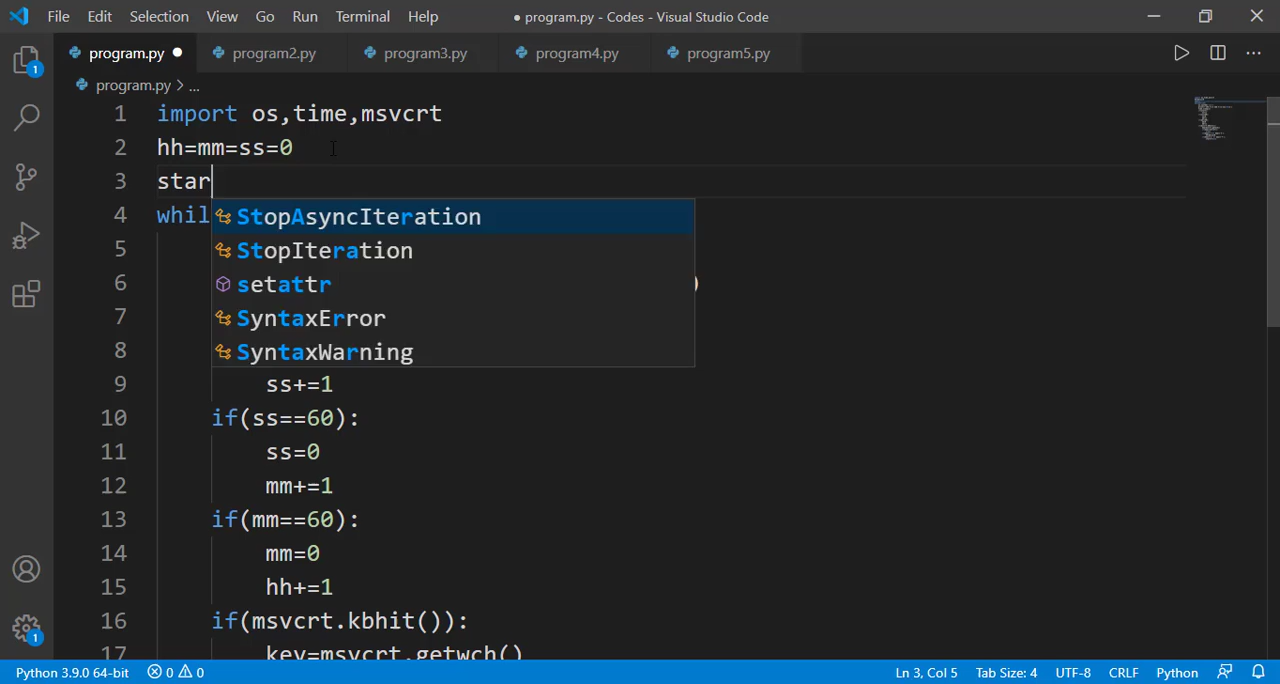 File Edit Selection View Go Run Terminal Help ● program.py - Codes - Visual Studio Code
program.py ● program2.py program3.py program4.py program5.py
program.py > ...
1 import os,time,msvcrt
2 hh=mm=ss=0
3 star
4 whil
StopAsyncIteration
5
StopIteration
6 )
setattr
7
SyntaxError
8
SyntaxWarning
9 ss+=1
10 if(ss==60):
11 ss=0
12 mm+=1
13 if(mm==60):
14 mm=0
15 hh+=1
16 if(msvcrt.kbhit()):
17 key=msvcrt.getwch()
1
1
Python 3.9.0 64-bit 0 0 Ln 3, Col 5 Tab Size: 4 UTF-8 CRLF Python